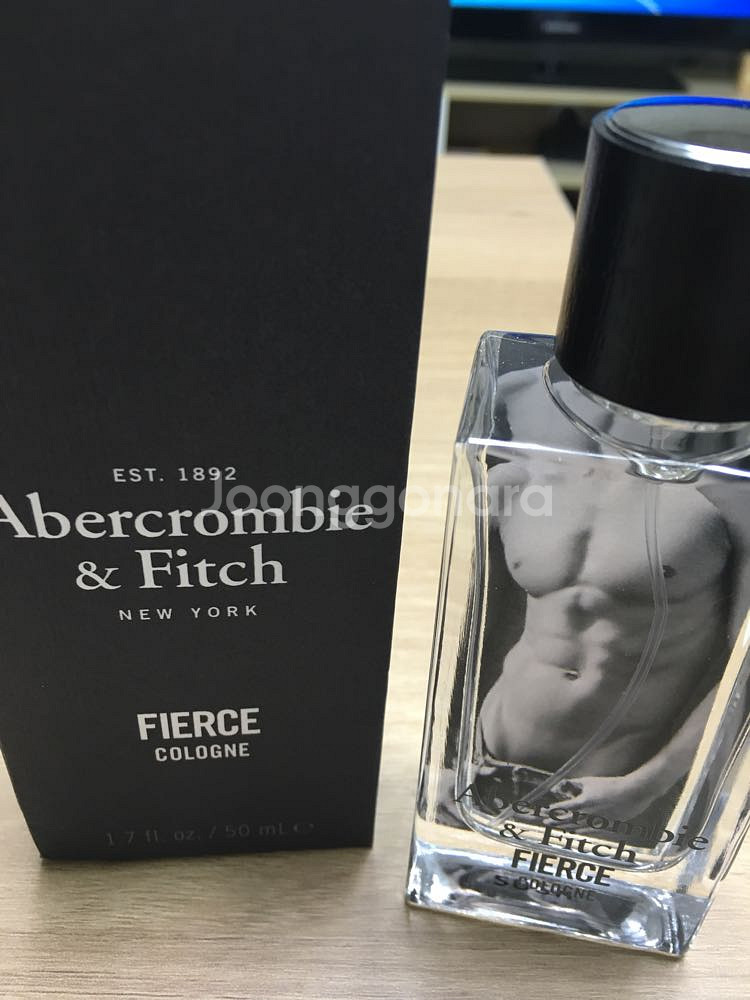 EST. 1892
Abercrombie
& Fitch
NEW YORK
FIERCE
COLOGNE
1.7 fl. oz. / 50 mL ℮
Joonggonara
Abercrombie
& Fitch
FIERCE
COLOGNE